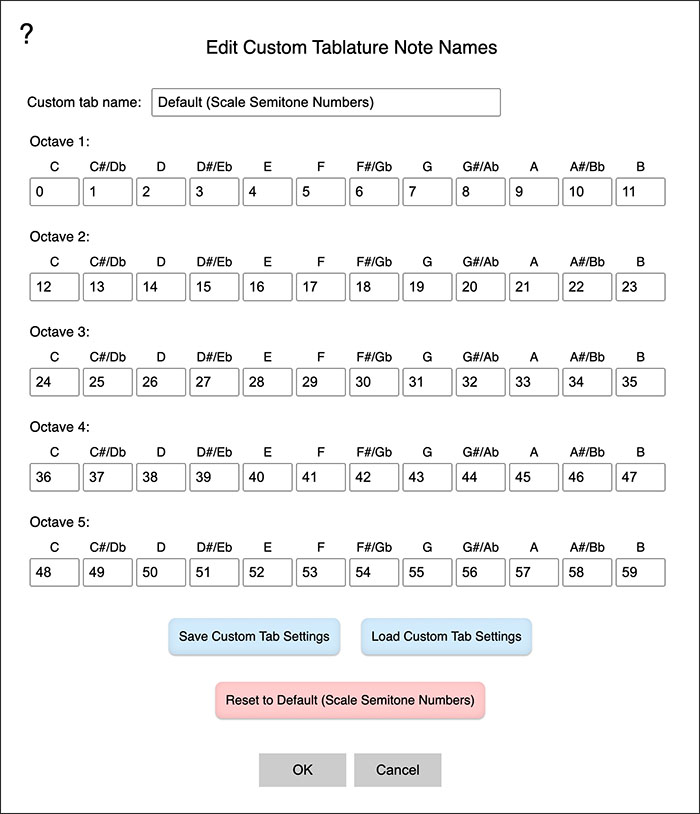 ?
Edit Custom Tablature Note Names
Custom tab name: Default (Scale Semitone Numbers)
Octave 1:
C C#/Db D D#/Eb E F F#/Gb G G#/Ab A A#/Bb B
0 1 2 3 4 5 6 7 8 9 10 11
Octave 2:
C C#/Db D D#/Eb E F F#/Gb G G#/Ab A A#/Bb B
12 13 14 15 16 17 18 19 20 21 22 23
Octave 3:
C C#/Db D D#/Eb E F F#/Gb G G#/Ab A A#/Bb B
24 25 26 27 28 29 30 31 32 33 34 35
Octave 4:
C C#/Db D D#/Eb E F F#/Gb G G#/Ab A A#/Bb B
36 37 38 39 40 41 42 43 44 45 46 47
Octave 5:
C C#/Db D D#/Eb E F F#/Gb G G#/Ab A A#/Bb B
48 49 50 51 52 53 54 55 56 57 58 59
Save Custom Tab Settings Load Custom Tab Settings
Reset to Default (Scale Semitone Numbers)
OK Cancel